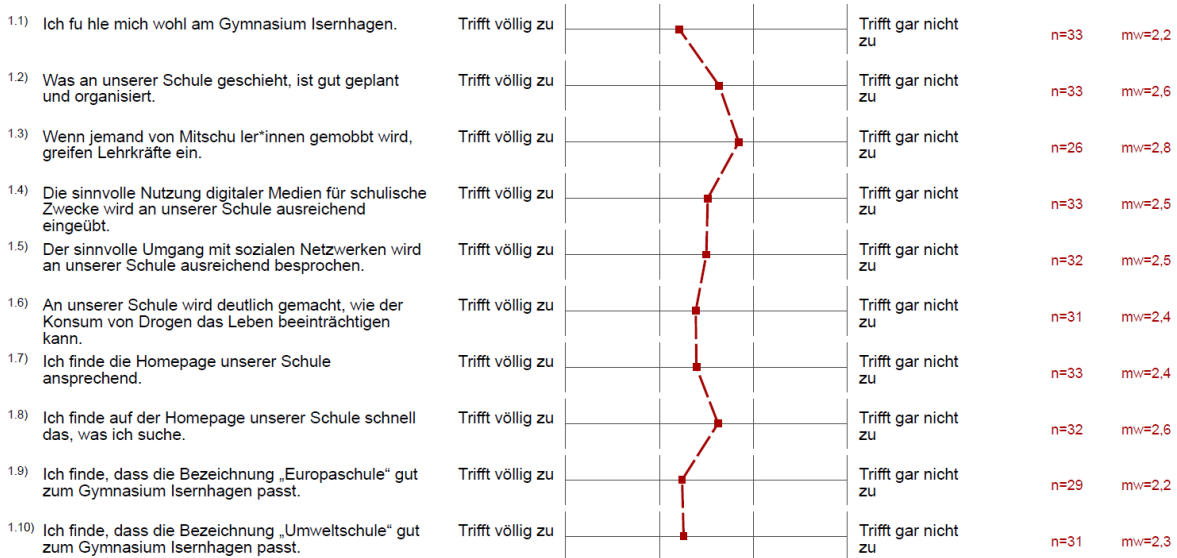 1.1) Ich fu hle mich wohl am Gymnasium Isernhagen. Trifft völlig zu Trifft gar nicht
zu n=33 mw=2,2
1.2) Was an unserer Schule geschieht, ist gut geplant Trifft völlig zu Trifft gar nicht
und organisiert. zu n=33 mw=2,6
1.3) Wenn jemand von Mitschu ler*innen gemobbt wird, Trifft völlig zu Trifft gar nicht
greifen Lehrkräfte ein. zu n=26 mw=2,8
1.4) Die sinnvolle Nutzung digitaler Medien für schulische Trifft völlig zu Trifft gar nicht
Zwecke wird an unserer Schule ausreichend zu n=33 mw=2,5
eingeübt.
1.5) Der sinnvolle Umgang mit sozialen Netzwerken wird Trifft völlig zu Trifft gar nicht
an unserer Schule ausreichend besprochen. zu n=32 mw=2,5
1.6) An unserer Schule wird deutlich gemacht, wie der Trifft völlig zu Trifft gar nicht
Konsum von Drogen das Leben beeinträchtigen zu n=31 mw=2,4
kann.
1.7) Ich finde die Homepage unserer Schule Trifft völlig zu Trifft gar nicht
ansprechend. zu n=33 mw=2,4
1.8) Ich finde auf der Homepage unserer Schule schnell Trifft völlig zu Trifft gar nicht
das, was ich suche. zu n=32 mw=2,6
1.9) Ich finde, dass die Bezeichnung „Europaschule“ gut Trifft völlig zu Trifft gar nicht
zum Gymnasium Isernhagen passt. zu n=29 mw=2,2
1.10) Ich finde, dass die Bezeichnung „Umweltschule“ gut Trifft völlig zu Trifft gar nicht
zum Gymnasium Isernhagen passt. zu n=31 mw=2,3